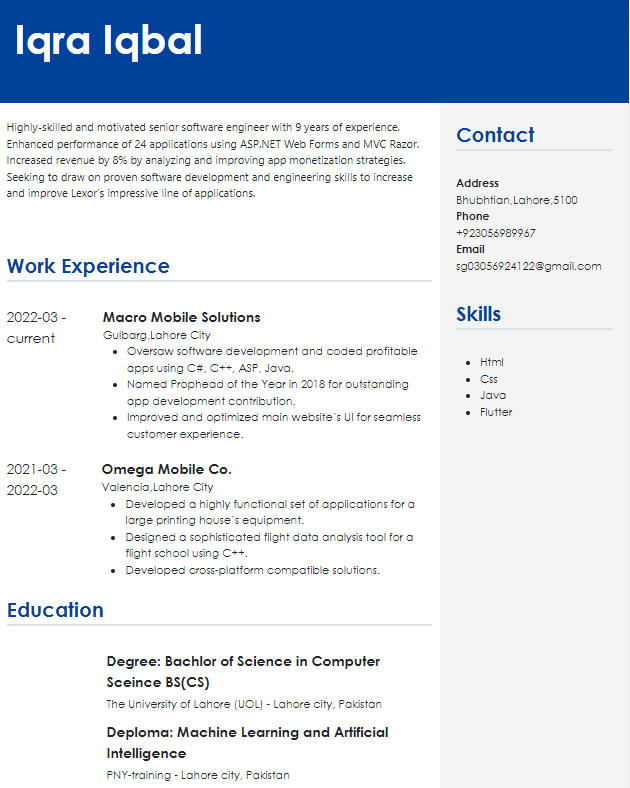 Iqra Iqbal
Highly-skilled and motivated senior software engineer with 9 years of experience.
Enhanced performance of 24 applications using ASP.NET Web Forms and MVC Razor.
Increased revenue by 8% by analyzing and improving app monetization strategies.
Seeking to draw on proven software development and engineering skills to increase
and improve Lexor's impressive line of applications.
Work Experience
2022-03 -
current
Macro Mobile Solutions
Gulbarg,Lahore City
• Oversaw software development and coded profitable
apps using C#, C++, ASP, Java.
• Named Prophead of the Year in 2018 for outstanding
app development contribution.
• Improved and optimized main website's UI for seamless
customer experience.
2021-03 -
2022-03
Omega Mobile Co.
Valencia,Lahore City
• Developed a highly functional set of applications for a
large printing house's equipment.
• Designed a sophisticated flight data analysis tool for a
flight school using C++.
• Developed cross-platform compatible solutions.
Education
Degree: Bachlor of Science in Computer
Sceince BS(CS)
The University of Lahore (UOL) - Lahore city, Pakistan
Deploma: Machine Learning and Artificial
Intelligence
PNY-training - Lahore city, Pakistan
Contact
Address
Bhubhtian,Lahore,5100
Phone
+923056989967
Email
sg03056924122@gmail.com
Skills
• Html
• Css
• Java
• Flutter